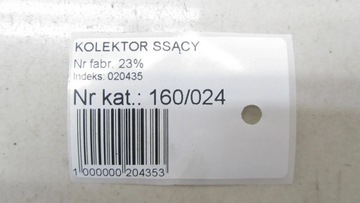 KOLEKTOR SSĄCY
Nr fabr. 23%
Indeks: 020435
Nr kat.: 160/024
1 000000 204353